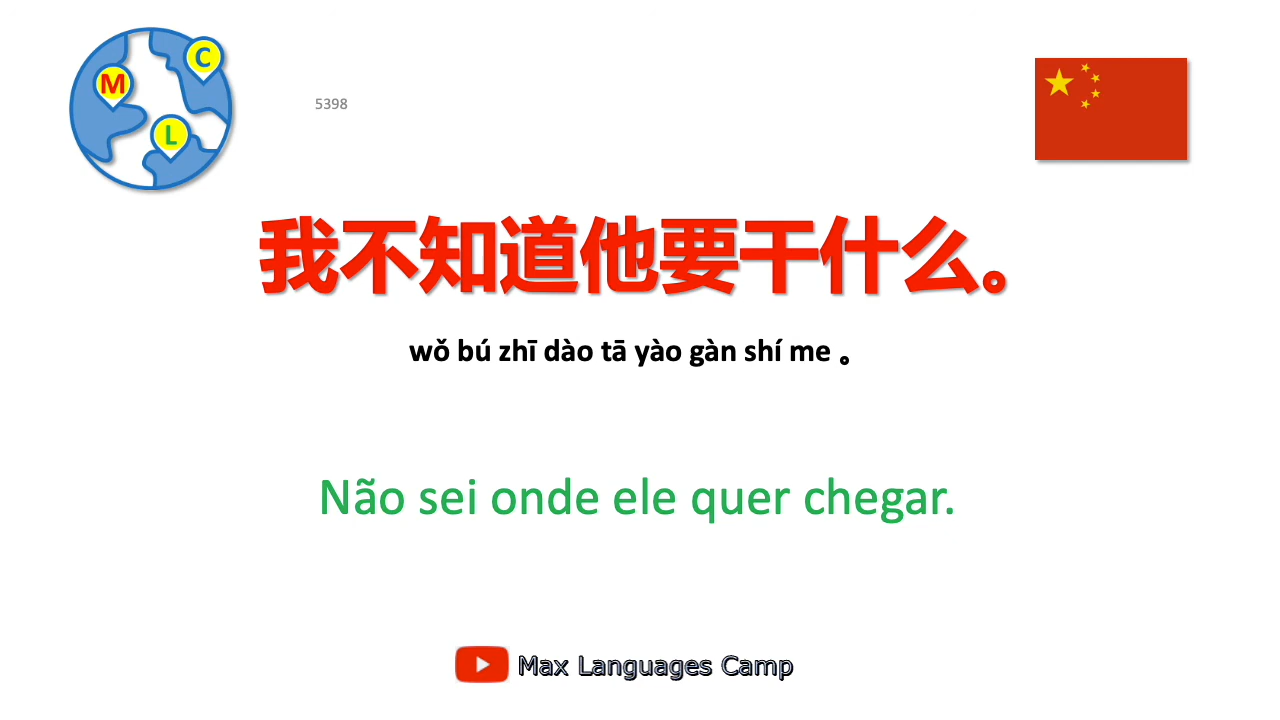 M
C
L
5398
我不知道他要干什么。
wǒ bú zhī dào tā yào gàn shí me 。
Não sei onde ele quer chegar.
Max Languages Camp